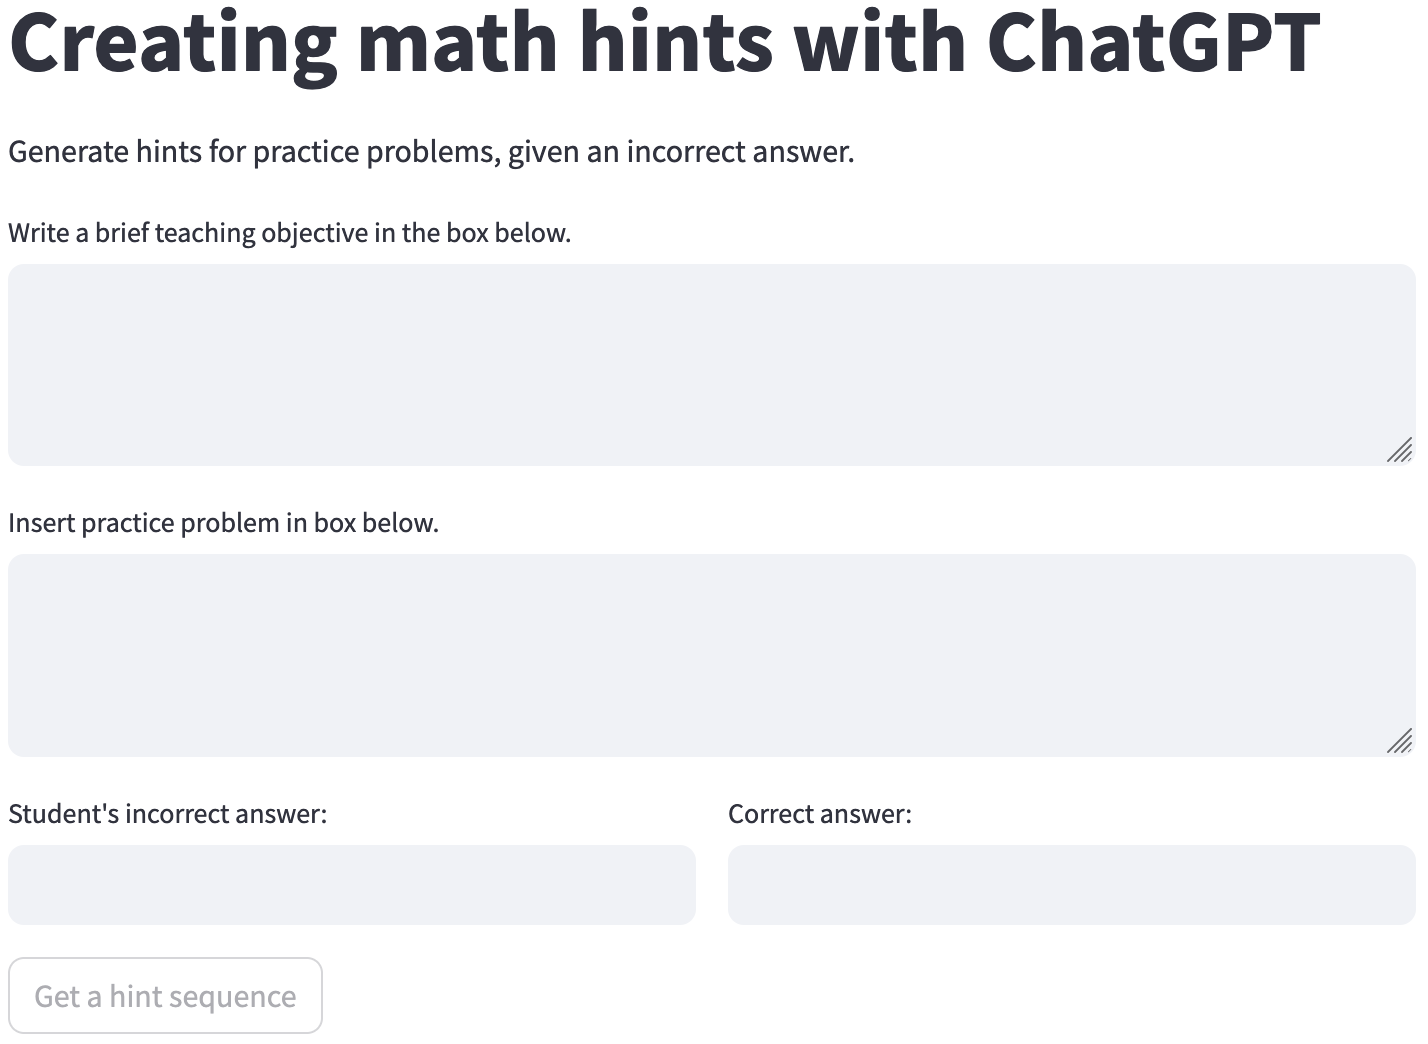 Creating math hints with ChatGPT
Generate hints for practice problems, given an incorrect answer.
Write a brief teaching objective in the box below.
Insert practice problem in box below.
Student's incorrect answer:
Correct answer:
Get a hint sequence